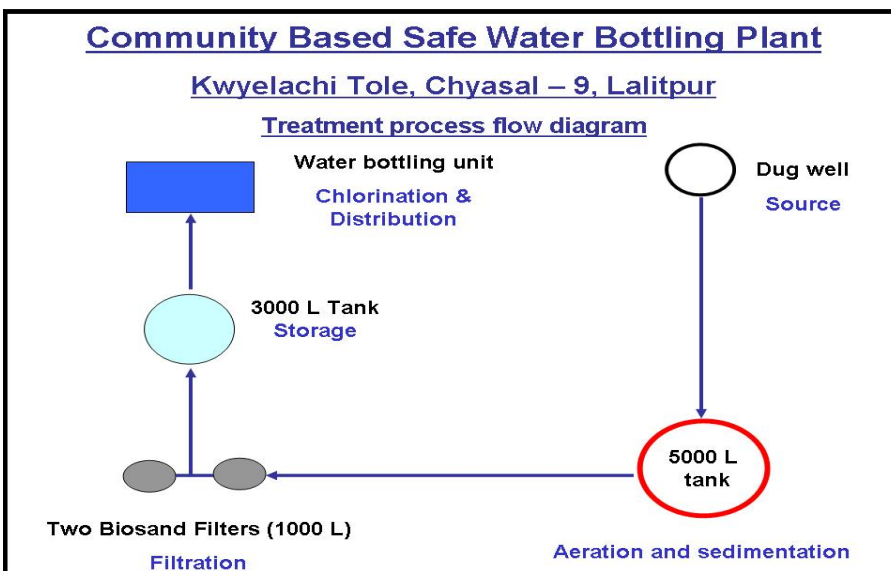 Community Based Safe Water Bottling Plant
Kwyelachi Tole, Chyasal – 9, Lalitpur
Treatment process flow diagram
Water bottling unit
Chlorination &
Distribution
Dug well
Source
3000 L Tank
Storage
5000 L
tank
Two Biosand Filters (1000 L)
Filtration
Aeration and sedimentation